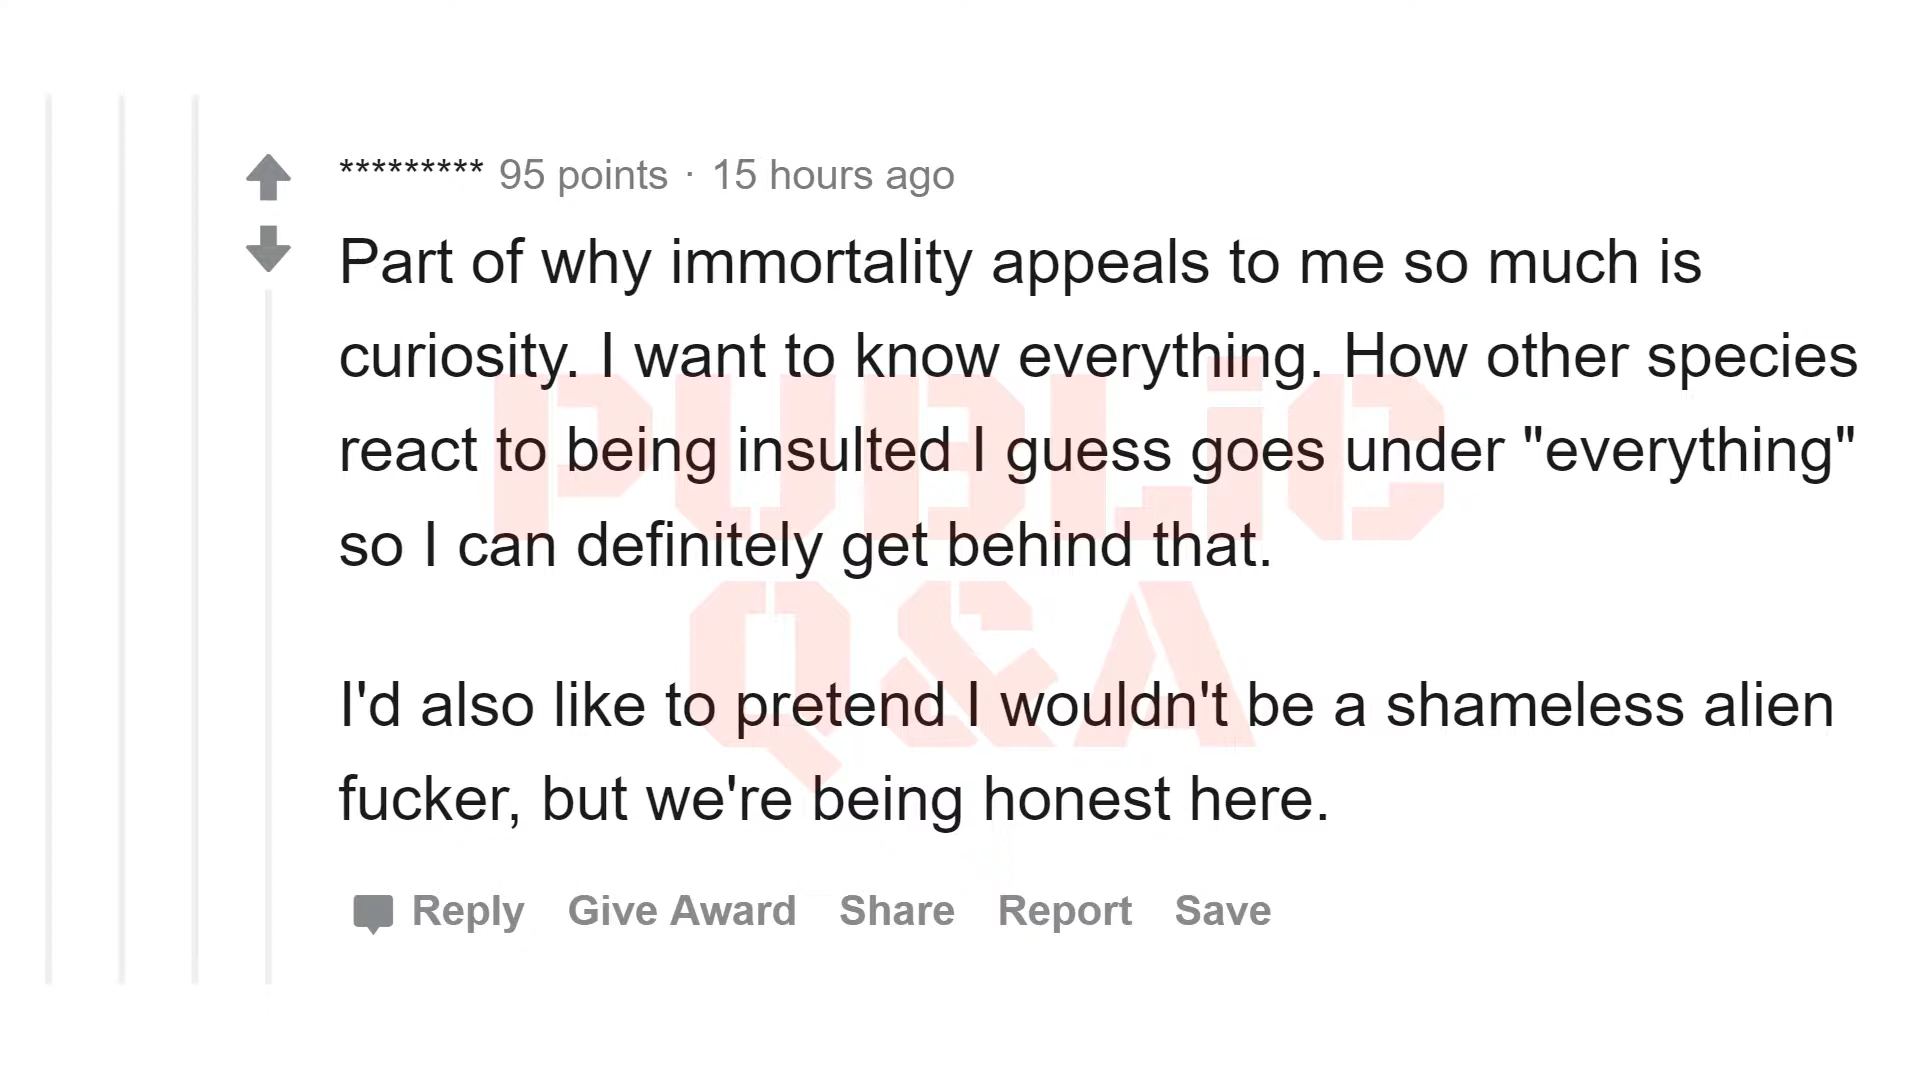 ********* 95 points · 15 hours ago
Part of why immortality appeals to me so much is
curiosity. I want to know everything. How other species
react to being insulted I guess goes under "everything"
so I can definitely get behind that.
I'd also like to pretend I wouldn't be a shameless alien
fucker, but we're being honest here.
Reply Give Award Share Report Save
PUBLiC
Q&A